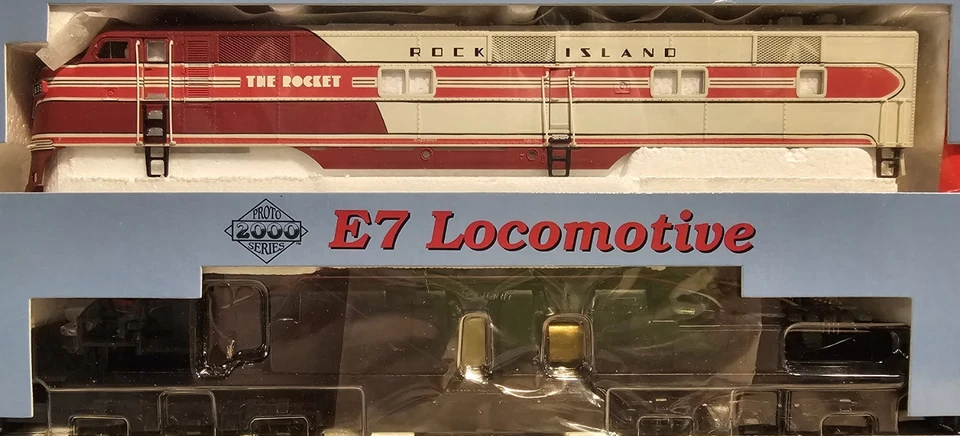 ROCK ISLAND
THE ROCKET
PROTO
2000
SERIES
E7 Locomotive